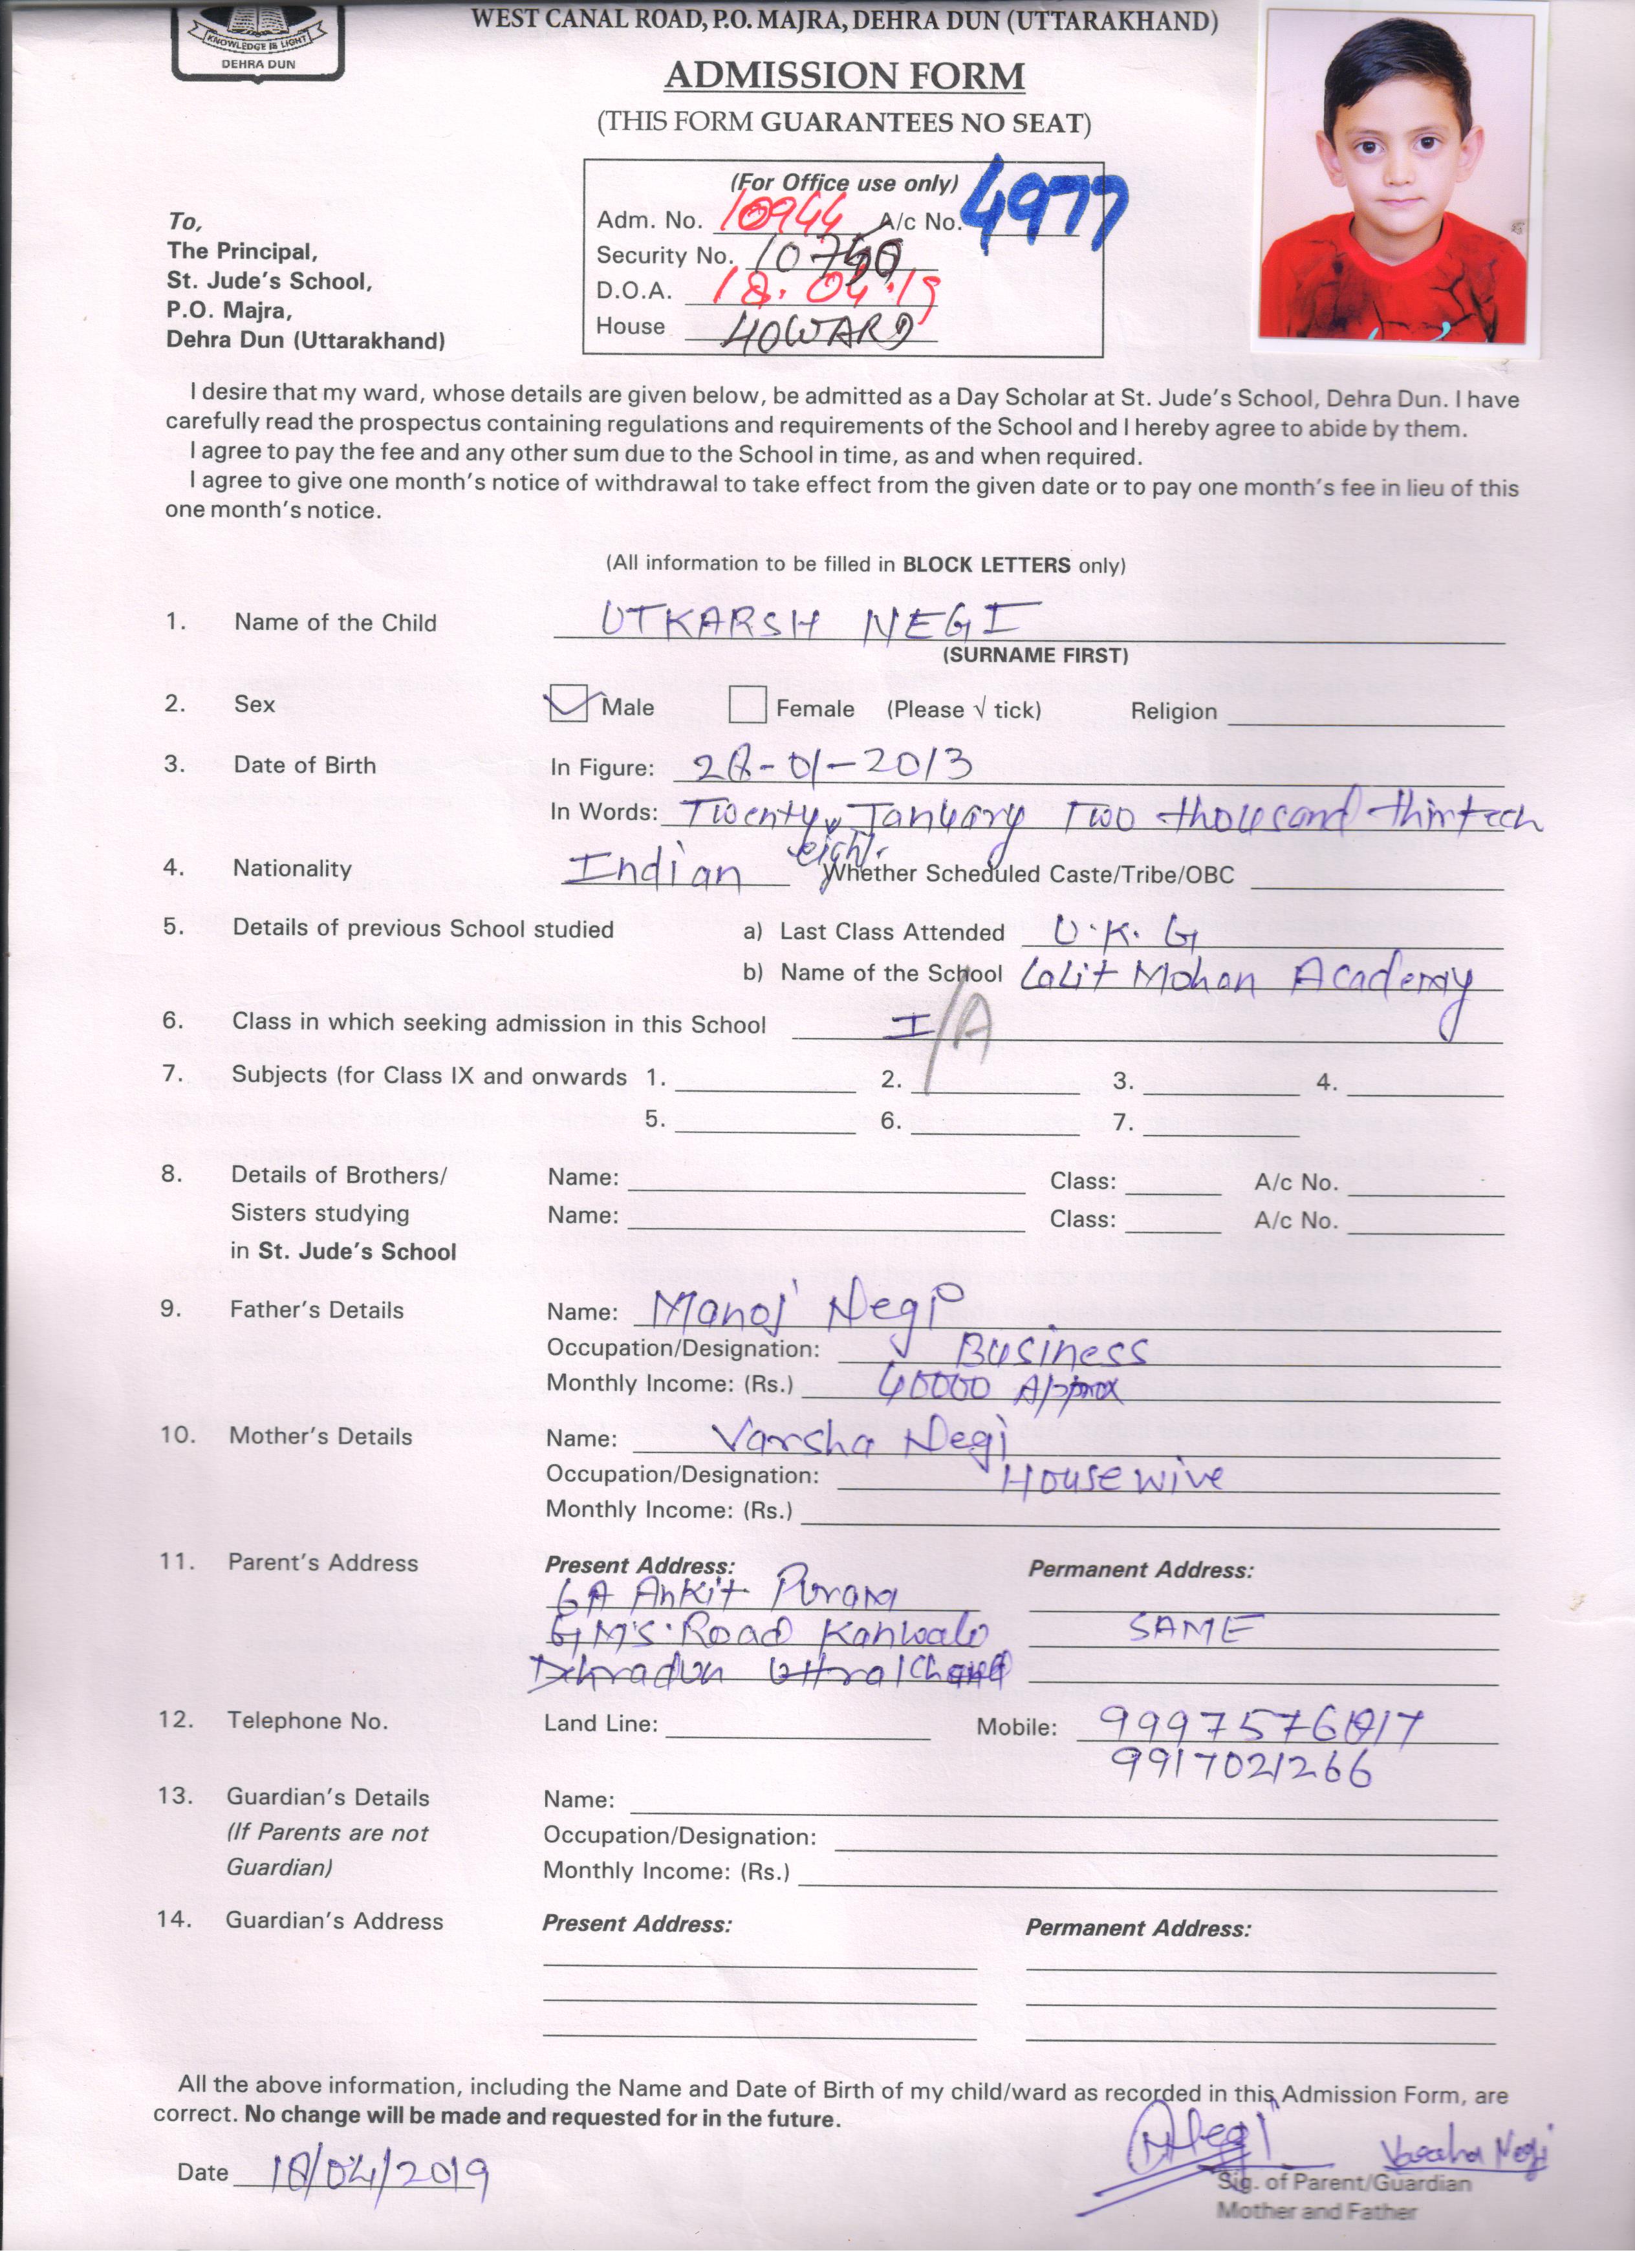 WEST CANAL ROAD, P.O. MAJRA, DEHRA DUN (UTTARAKHAND)
KNOWLEDGE IS LIGHT
DEHRA DUN
ADMISSION FORM
(THIS FORM GUARANTEES NO SEAT)
(For Office use only)
Adm. No. 10944 A/c No. 4977
Security No.
D.O.A. 18.04.19
House HOWARD
To,
The Principal,
St. Jude's School,
P.O. Majra,
Dehra Dun (Uttarakhand)
I desire that my ward, whose details are given below, be admitted as a Day Scholar at St. Jude's School, Dehra Dun. I have
carefully read the prospectus containing regulations and requirements of the School and I hereby agree to abide by them.
I agree to pay the fee and any other sum due to the School in time, as and when required.
I agree to give one month's notice of withdrawal to take effect from the given date or to pay one month's fee in lieu of this
one month's notice.
(All information to be filled in BLOCK LETTERS only)
1. Name of the Child UTKARSH NEGI
(SURNAME FIRST)
2. Sex Male Female (Please √ tick) Religion
3. Date of Birth In Figure: 28-01-2013
In Words: Twenty January Two thousand thirteen
eight
4. Nationality Indian Whether Scheduled Caste/Tribe/OBC
5. Details of previous School studied a) Last Class Attended U.K.G
b) Name of the School Lalit Mohan Academy
6. Class in which seeking admission in this School I/A
7. Subjects (for Class IX and onwards 1. 2. 3. 4.
5. 6. 7.
8. Details of Brothers/ Name: Class: A/c No.
Sisters studying Name: Class: A/c No.
in St. Jude's School
9. Father's Details Name: Manoj Negi
Occupation/Designation: Business
Monthly Income: (Rs.) 40000 Approx
10. Mother's Details Name: Varsha Negi
Occupation/Designation: Housewive
Monthly Income: (Rs.)
11. Parent's Address Present Address: Permanent Address:
6A Ankit Puram
G.M.S. Road Kanwali SAME
Dehradun
12. Telephone No. Land Line: Mobile:
9917021266
13. Guardian's Details Name:
(If Parents are not Occupation/Designation:
Guardian) Monthly Income: (Rs.)
14. Guardian's Address Present Address: Permanent Address:
All the above information, including the Name and Date of Birth of my child/ward as recorded in this Admission Form, are
correct. No change will be made and requested for in the future.
Negi Varsha Negi
Date 18/04/2019
Sig. of Parent/Guardian
Mother and Father